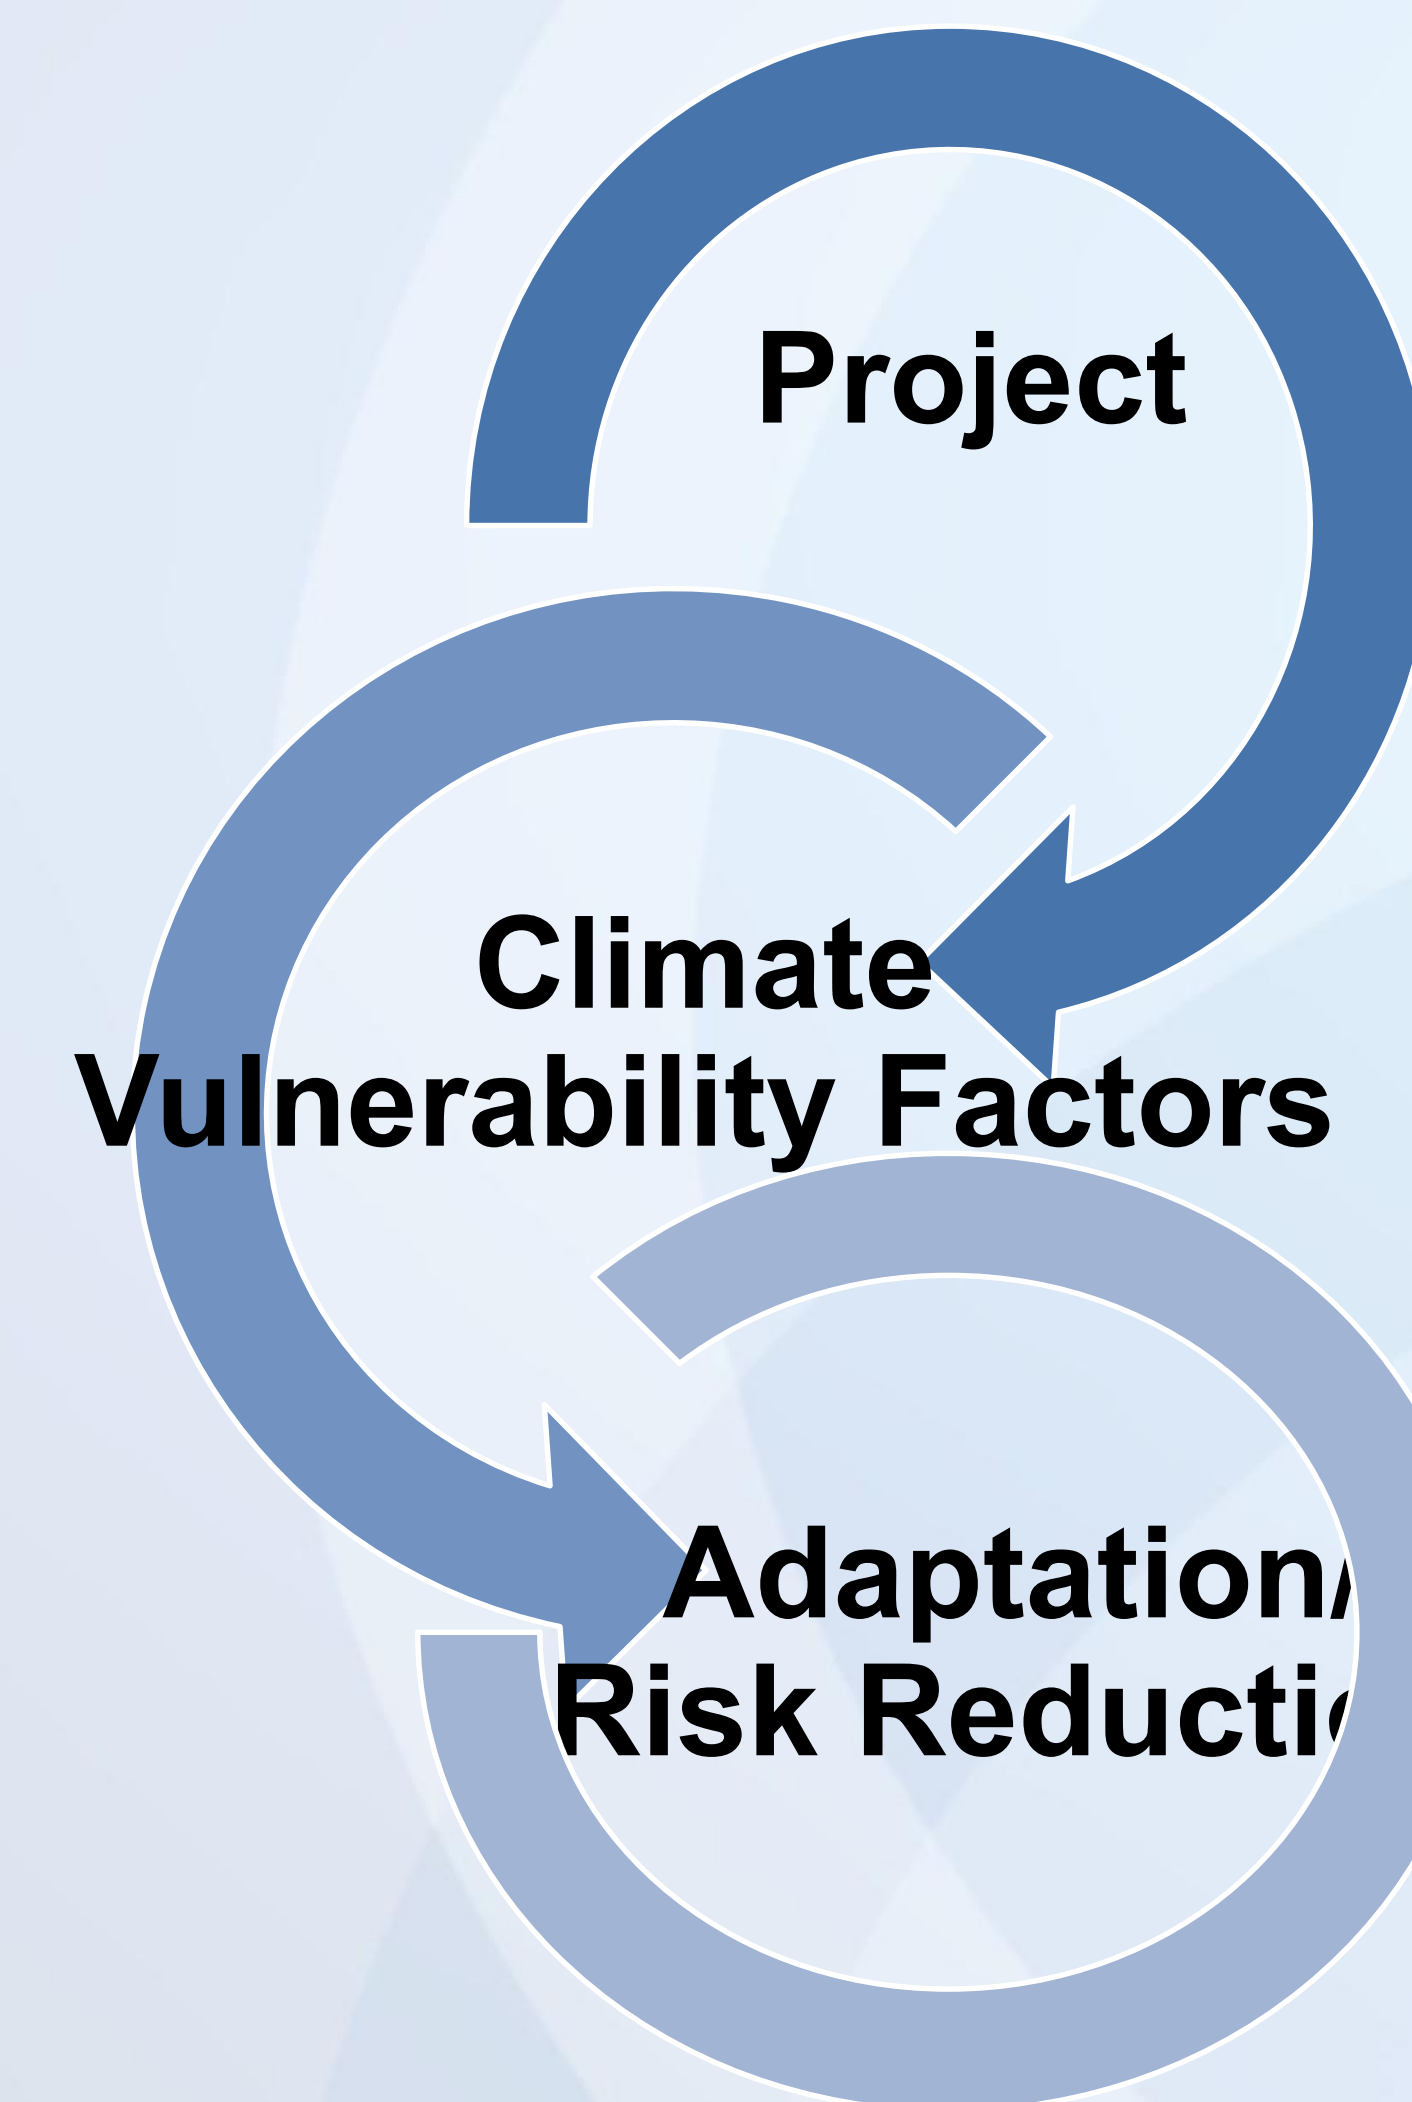 Project
Climate
Vulnerability Factors
Adaptation/
Risk Reducti